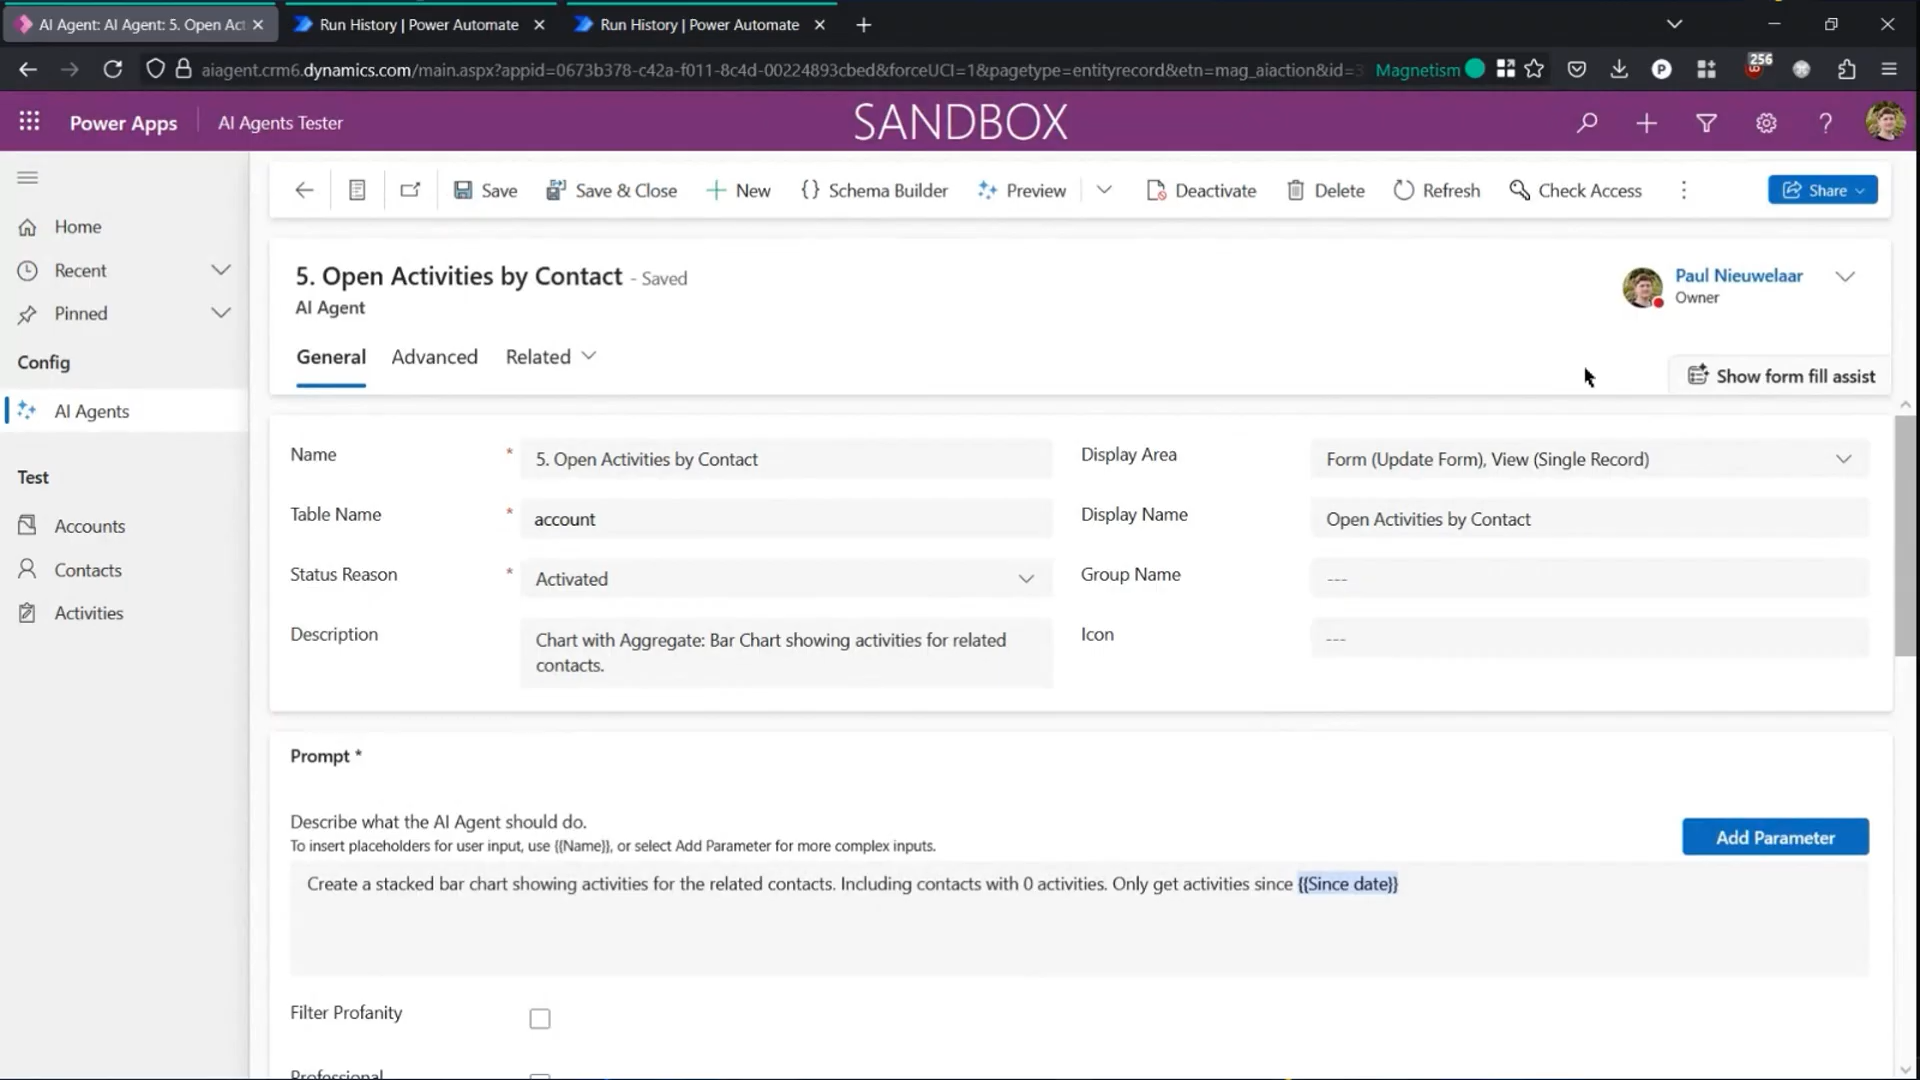 AI Agent: AI Agent: 5. Open Act
Run History | Power Automate
Run History | Power Automate
aiagent.crm6.dynamics.com/main.aspx?appid=0673b378-c42a-f011-8c4d-00224893cbed&forceUCI=1&pagetype=entityrecord&etn=mag_aiaction&id=3
Magnetism
P
256
Power Apps
AI Agents Tester
SANDBOX
Save
Save & Close
New
Schema Builder
Preview
Deactivate
Delete
Refresh
Check Access
Share
Home
Recent
Pinned
Config
AI Agents
Test
Accounts
Contacts
Activities
5. Open Activities by Contact - Saved
AI Agent
Paul Nieuwelaar
Owner
General
Advanced
Related
Show form fill assist
Name *
5. Open Activities by Contact
Display Area
Form (Update Form), View (Single Record)
Table Name *
account
Display Name
Open Activities by Contact
Status Reason *
Activated
Group Name
---
Description
Chart with Aggregate: Bar Chart showing activities for related
contacts.
Icon
---
Prompt *
Describe what the AI Agent should do.
To insert placeholders for user input, use {{Name}}, or select Add Parameter for more complex inputs.
Add Parameter
Create a stacked bar chart showing activities for the related contacts. Including contacts with 0 activities. Only get activities since {{Since date}}
Filter Profanity
Professional